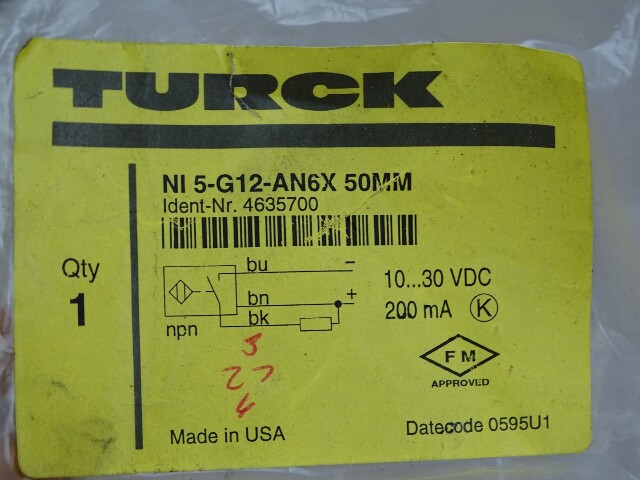 TURCK
NI 5-G12-AN6X 50MM
Ident-Nr. 4635700
Qty
1
bu
−
bn
+
bk
npn
10...30 VDC
200 mA K
FM
APPROVED
3
27
4
Made in USA
Datecode 0595U1